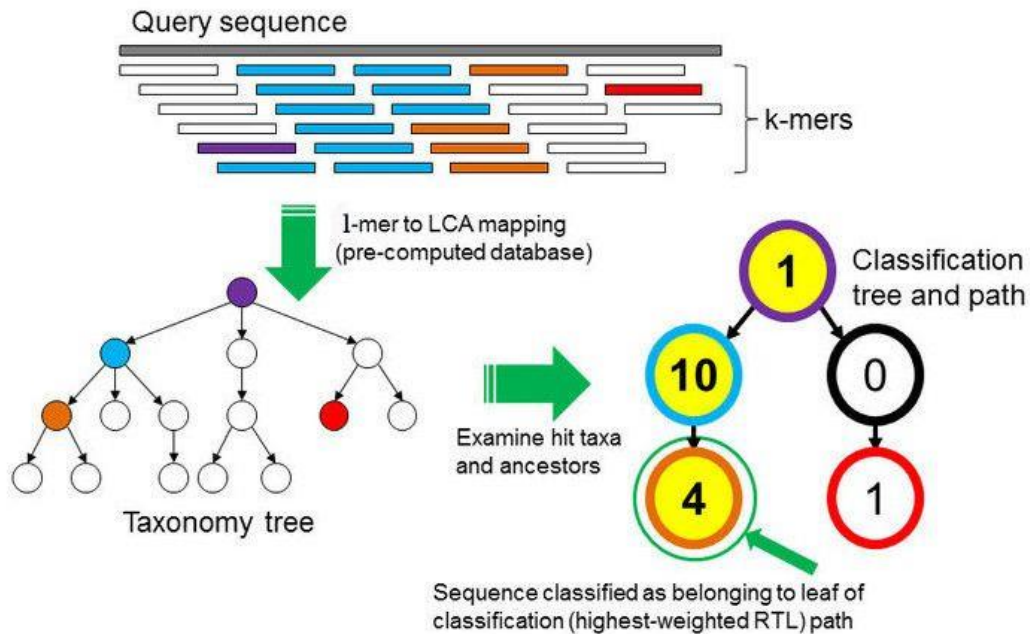 Query sequence
k-mers
1-mer to LCA mapping
(pre-computed database)
Classification
tree and path
1
10
0
4
1
Examine hit taxa
and ancestors
Taxonomy tree
Sequence classified as belonging to leaf of
classification (highest-weighted RTL) path